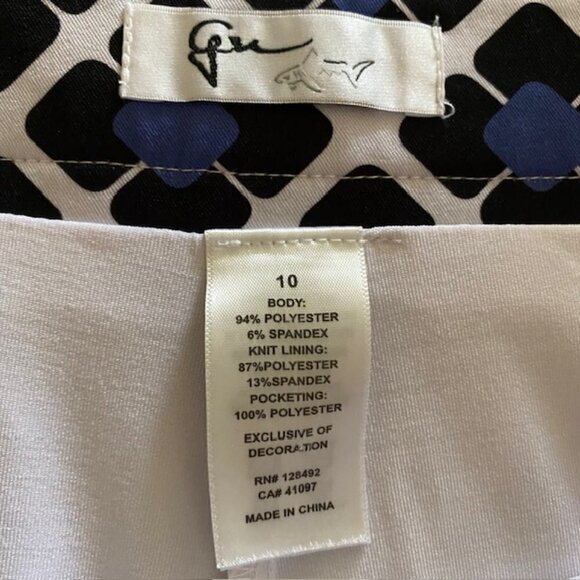 10
BODY:
94% POLYESTER
6% SPANDEX
KNIT LINING:
87%POLYESTER
13%SPANDEX
POCKETING:
100% POLYESTER
EXCLUSIVE OF
DECORATION
RN# 128492
CA# 41097
MADE IN CHINA